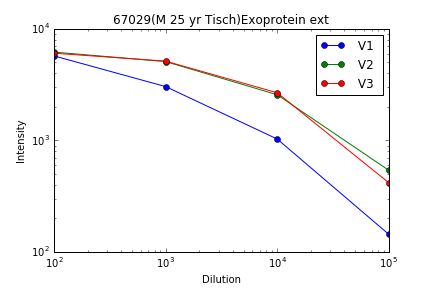 67029(M 25 yr Tisch)Exoprotein ext
10^4
10^3
10^2
Intensity
V1
V2
V3
10^2 10^3 10^4 10^5
Dilution